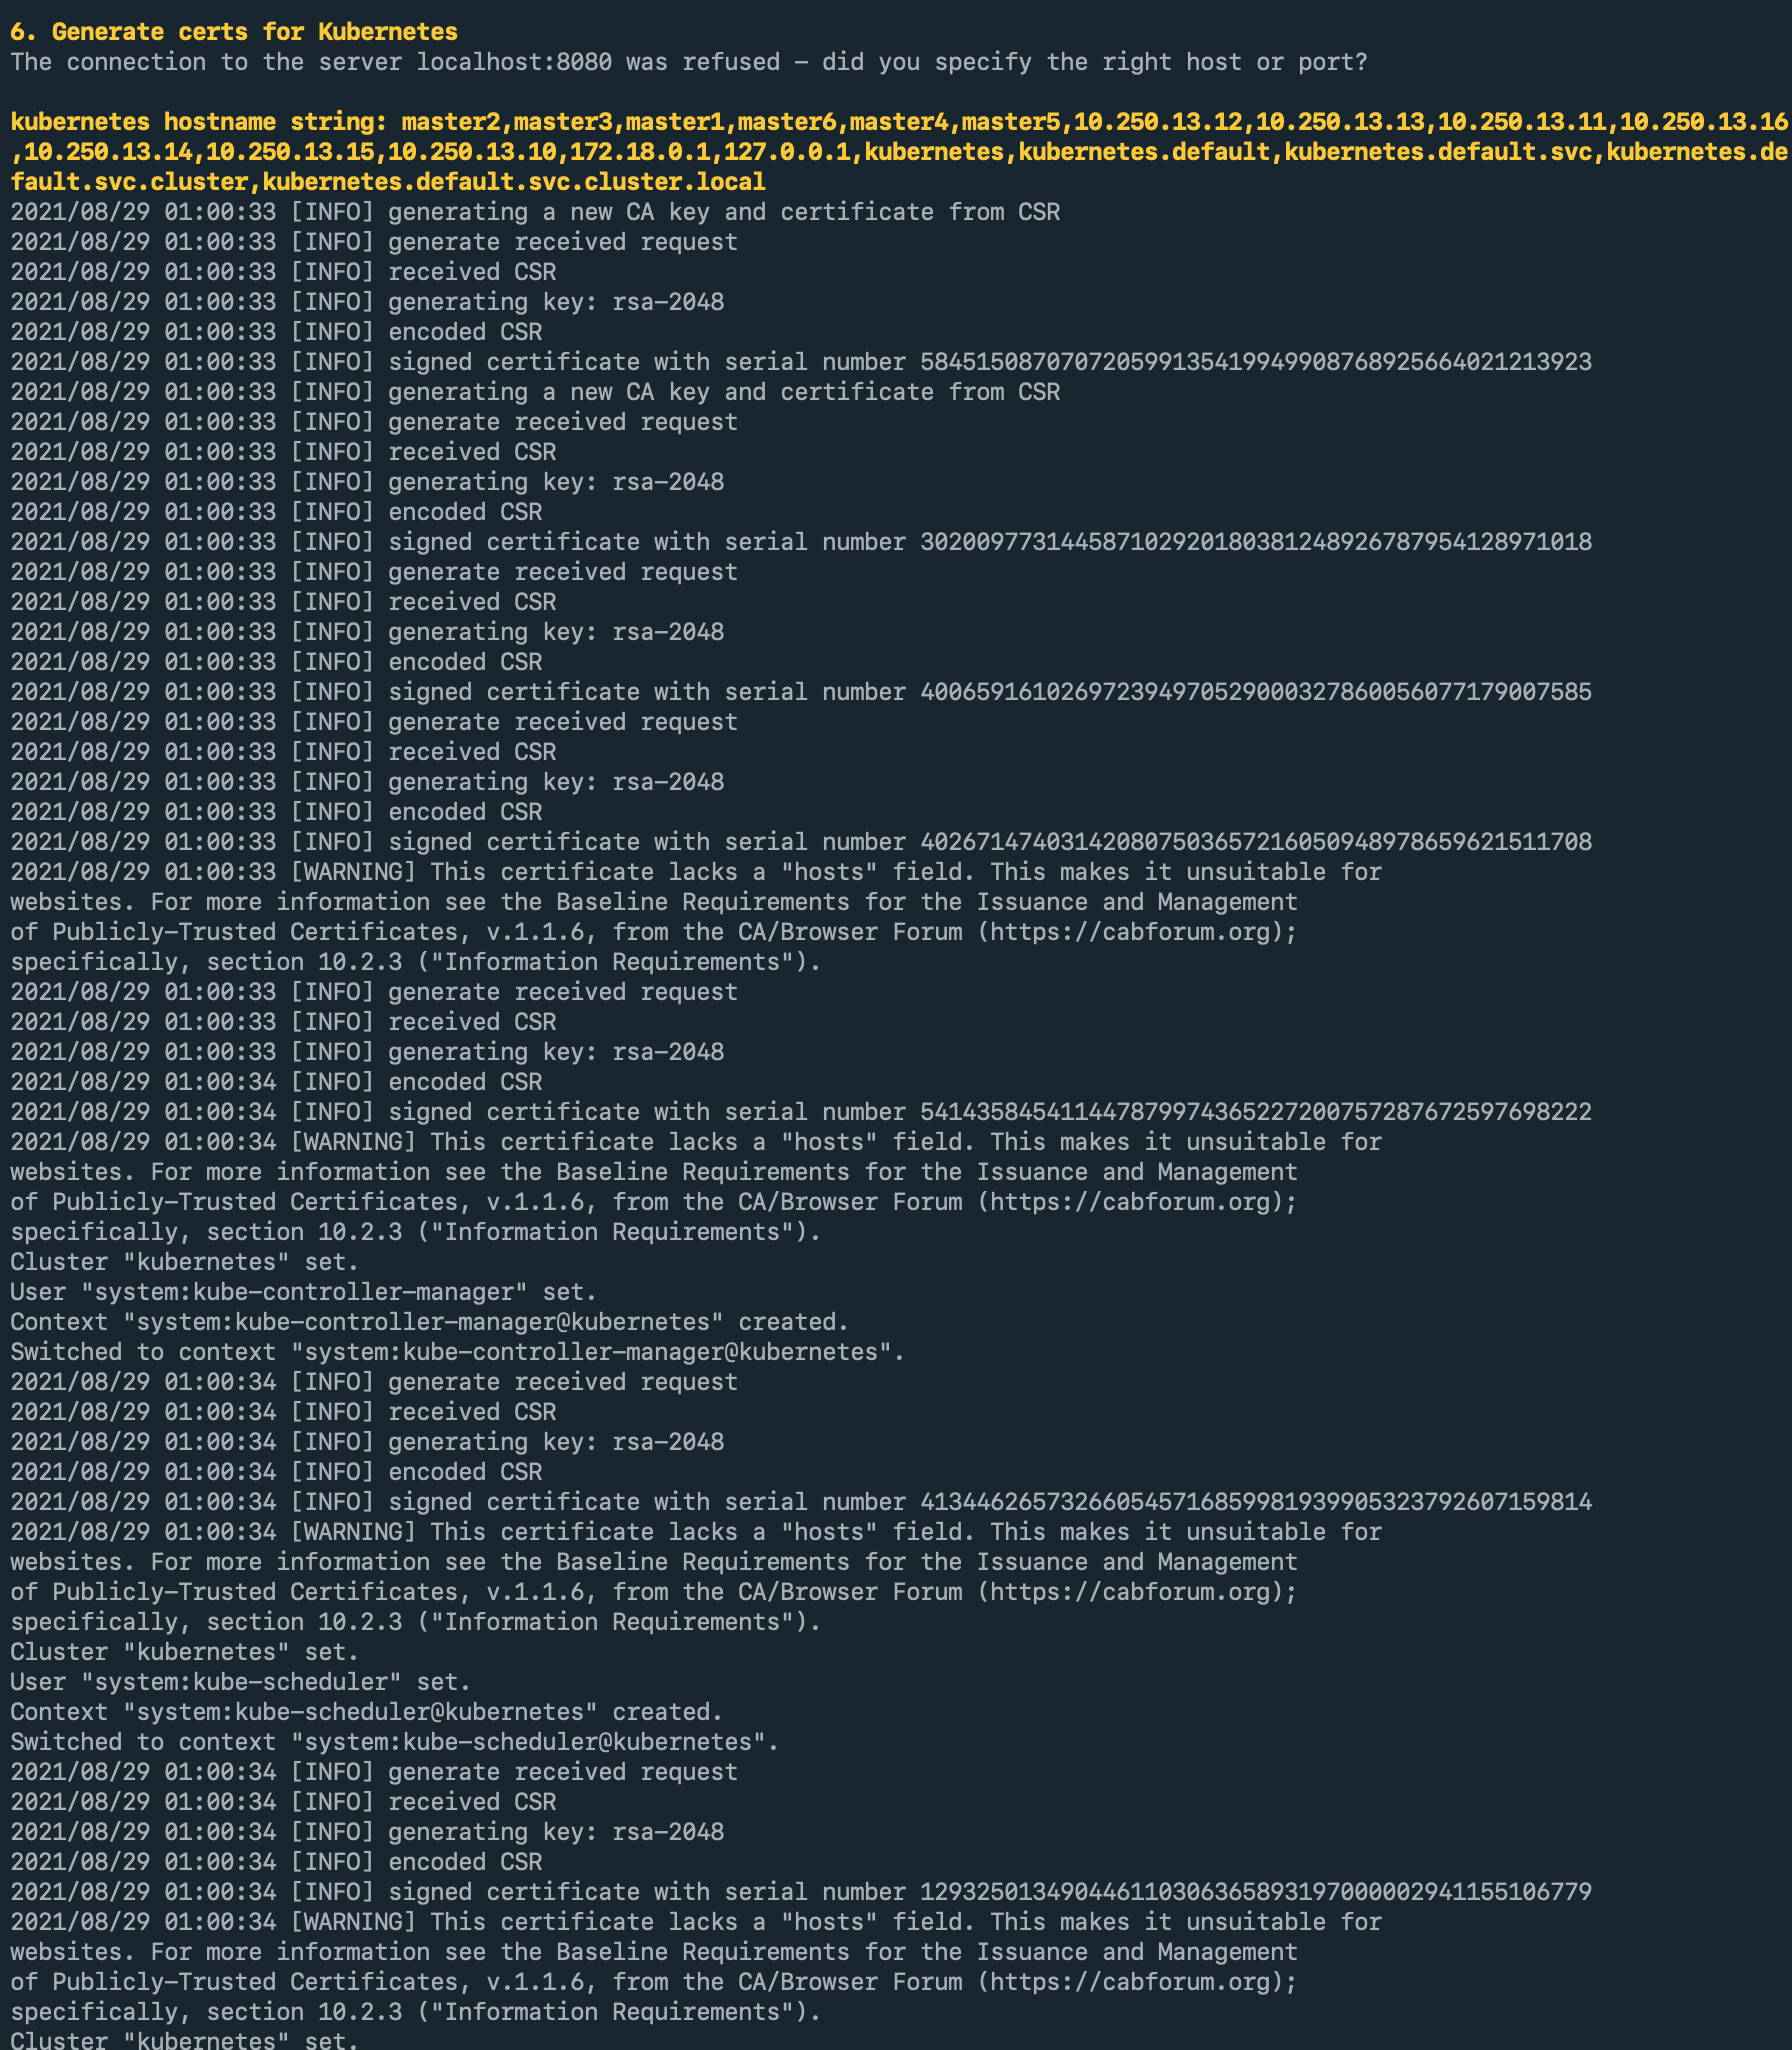 6. Generate certs for Kubernetes
The connection to the server localhost:8080 was refused - did you specify the right host or port?
kubernetes hostname string: master2,master3,master1,master6,master4,master5,10.250.13.12,10.250.13.13,10.250.13.11,10.250.13.16
,10.250.13.14,10.250.13.15,10.250.13.10,172.18.0.1,127.0.0.1,kubernetes,kubernetes.default,kubernetes.default.svc,kubernetes.de
fault.svc.cluster,kubernetes.default.svc.cluster.local
2021/08/29 01:00:33 [INFO] generating a new CA key and certificate from CSR
2021/08/29 01:00:33 [INFO] generate received request
2021/08/29 01:00:33 [INFO] received CSR
2021/08/29 01:00:33 [INFO] generating key: rsa-2048
2021/08/29 01:00:33 [INFO] encoded CSR
2021/08/29 01:00:33 [INFO] signed certificate with serial number 584515087070720599135419949908768925664021213923
2021/08/29 01:00:33 [INFO] generating a new CA key and certificate from CSR
2021/08/29 01:00:33 [INFO] generate received request
2021/08/29 01:00:33 [INFO] received CSR
2021/08/29 01:00:33 [INFO] generating key: rsa-2048
2021/08/29 01:00:33 [INFO] encoded CSR
2021/08/29 01:00:33 [INFO] signed certificate with serial number 302009773144587102920180381248926787954128971018
2021/08/29 01:00:33 [INFO] generate received request
2021/08/29 01:00:33 [INFO] received CSR
2021/08/29 01:00:33 [INFO] generating key: rsa-2048
2021/08/29 01:00:33 [INFO] encoded CSR
2021/08/29 01:00:33 [INFO] signed certificate with serial number 400659161026972394970529000327860056077179007585
2021/08/29 01:00:33 [INFO] generate received request
2021/08/29 01:00:33 [INFO] received CSR
2021/08/29 01:00:33 [INFO] generating key: rsa-2048
2021/08/29 01:00:33 [INFO] encoded CSR
2021/08/29 01:00:33 [INFO] signed certificate with serial number 402671474031420807503657216050948978659621511708
2021/08/29 01:00:33 [WARNING] This certificate lacks a "hosts" field. This makes it unsuitable for
websites. For more information see the Baseline Requirements for the Issuance and Management
of Publicly-Trusted Certificates, v.1.1.6, from the CA/Browser Forum (https://cabforum.org);
specifically, section 10.2.3 ("Information Requirements").
2021/08/29 01:00:33 [INFO] generate received request
2021/08/29 01:00:33 [INFO] received CSR
2021/08/29 01:00:33 [INFO] generating key: rsa-2048
2021/08/29 01:00:34 [INFO] encoded CSR
2021/08/29 01:00:34 [INFO] signed certificate with serial number 541435845411447879974365227200757287672597698222
2021/08/29 01:00:34 [WARNING] This certificate lacks a "hosts" field. This makes it unsuitable for
websites. For more information see the Baseline Requirements for the Issuance and Management
of Publicly-Trusted Certificates, v.1.1.6, from the CA/Browser Forum (https://cabforum.org);
specifically, section 10.2.3 ("Information Requirements").
Cluster "kubernetes" set.
User "system:kube-controller-manager" set.
Context "system:kube-controller-manager@kubernetes" created.
Switched to context "system:kube-controller-manager@kubernetes".
2021/08/29 01:00:34 [INFO] generate received request
2021/08/29 01:00:34 [INFO] received CSR
2021/08/29 01:00:34 [INFO] generating key: rsa-2048
2021/08/29 01:00:34 [INFO] encoded CSR
2021/08/29 01:00:34 [INFO] signed certificate with serial number 413446265732660545716859981939905323792607159814
2021/08/29 01:00:34 [WARNING] This certificate lacks a "hosts" field. This makes it unsuitable for
websites. For more information see the Baseline Requirements for the Issuance and Management
of Publicly-Trusted Certificates, v.1.1.6, from the CA/Browser Forum (https://cabforum.org);
specifically, section 10.2.3 ("Information Requirements").
Cluster "kubernetes" set.
User "system:kube-scheduler" set.
Context "system:kube-scheduler@kubernetes" created.
Switched to context "system:kube-scheduler@kubernetes".
2021/08/29 01:00:34 [INFO] generate received request
2021/08/29 01:00:34 [INFO] received CSR
2021/08/29 01:00:34 [INFO] generating key: rsa-2048
2021/08/29 01:00:34 [INFO] encoded CSR
2021/08/29 01:00:34 [INFO] signed certificate with serial number 129325013490446110306365893197000002941155106779
2021/08/29 01:00:34 [WARNING] This certificate lacks a "hosts" field. This makes it unsuitable for
websites. For more information see the Baseline Requirements for the Issuance and Management
of Publicly-Trusted Certificates, v.1.1.6, from the CA/Browser Forum (https://cabforum.org);
specifically, section 10.2.3 ("Information Requirements").
Cluster "kubernetes" set.